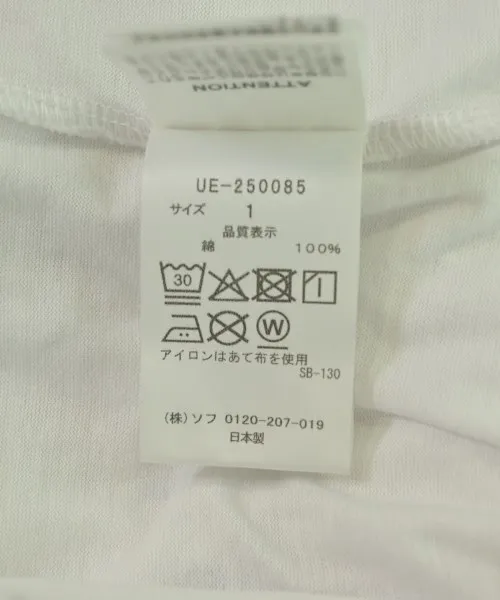 ATTENTION
UE-250085
サイズ 1
品質表示
綿 100%
30
W
アイロンはあて布を使用
SB-130
(株)ソフ 0120-207-019
日本製